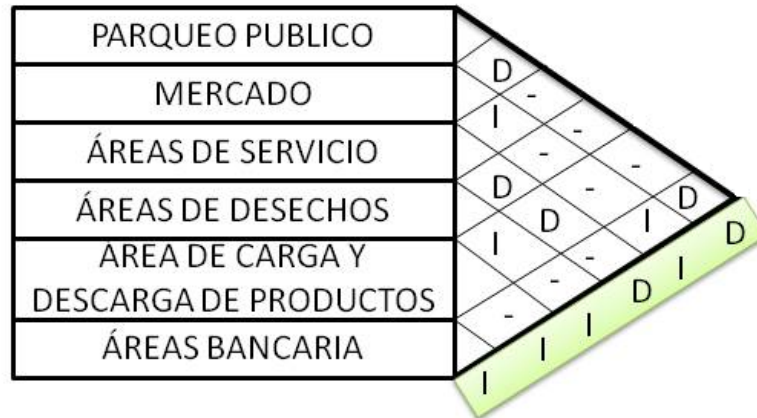 PARQUEO PUBLICO
D
MERCADO -
I
-
ÁREAS DE SERVICIO -
-
D - D
ÁREAS DE DESECHOS D I D
I
AREA DE CARGA Y - I
- D
DESCARGA DE PRODUCTOS
- I
ÁREAS BANCARIA I
I